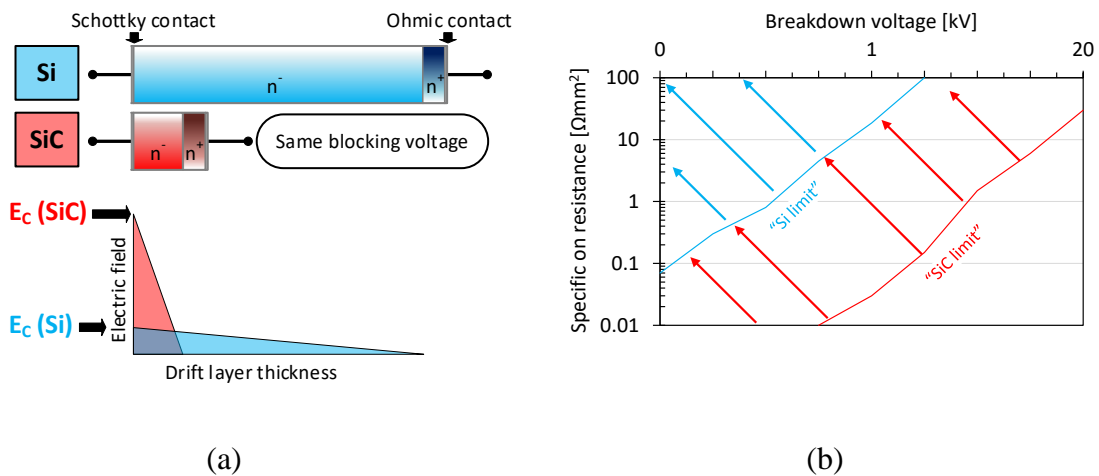 Schottky contact
Ohmic contact
Si
n-
n+
SiC
n-
n+
Same blocking voltage
EC (SiC)
EC (Si)
Electric field
Drift layer thickness
(a)
Breakdown voltage [kV]
0
1
20
Specific on resistance [Ωmm²]
100
10
1
0.1
0.01
“Si limit”
“SiC limit”
(b)